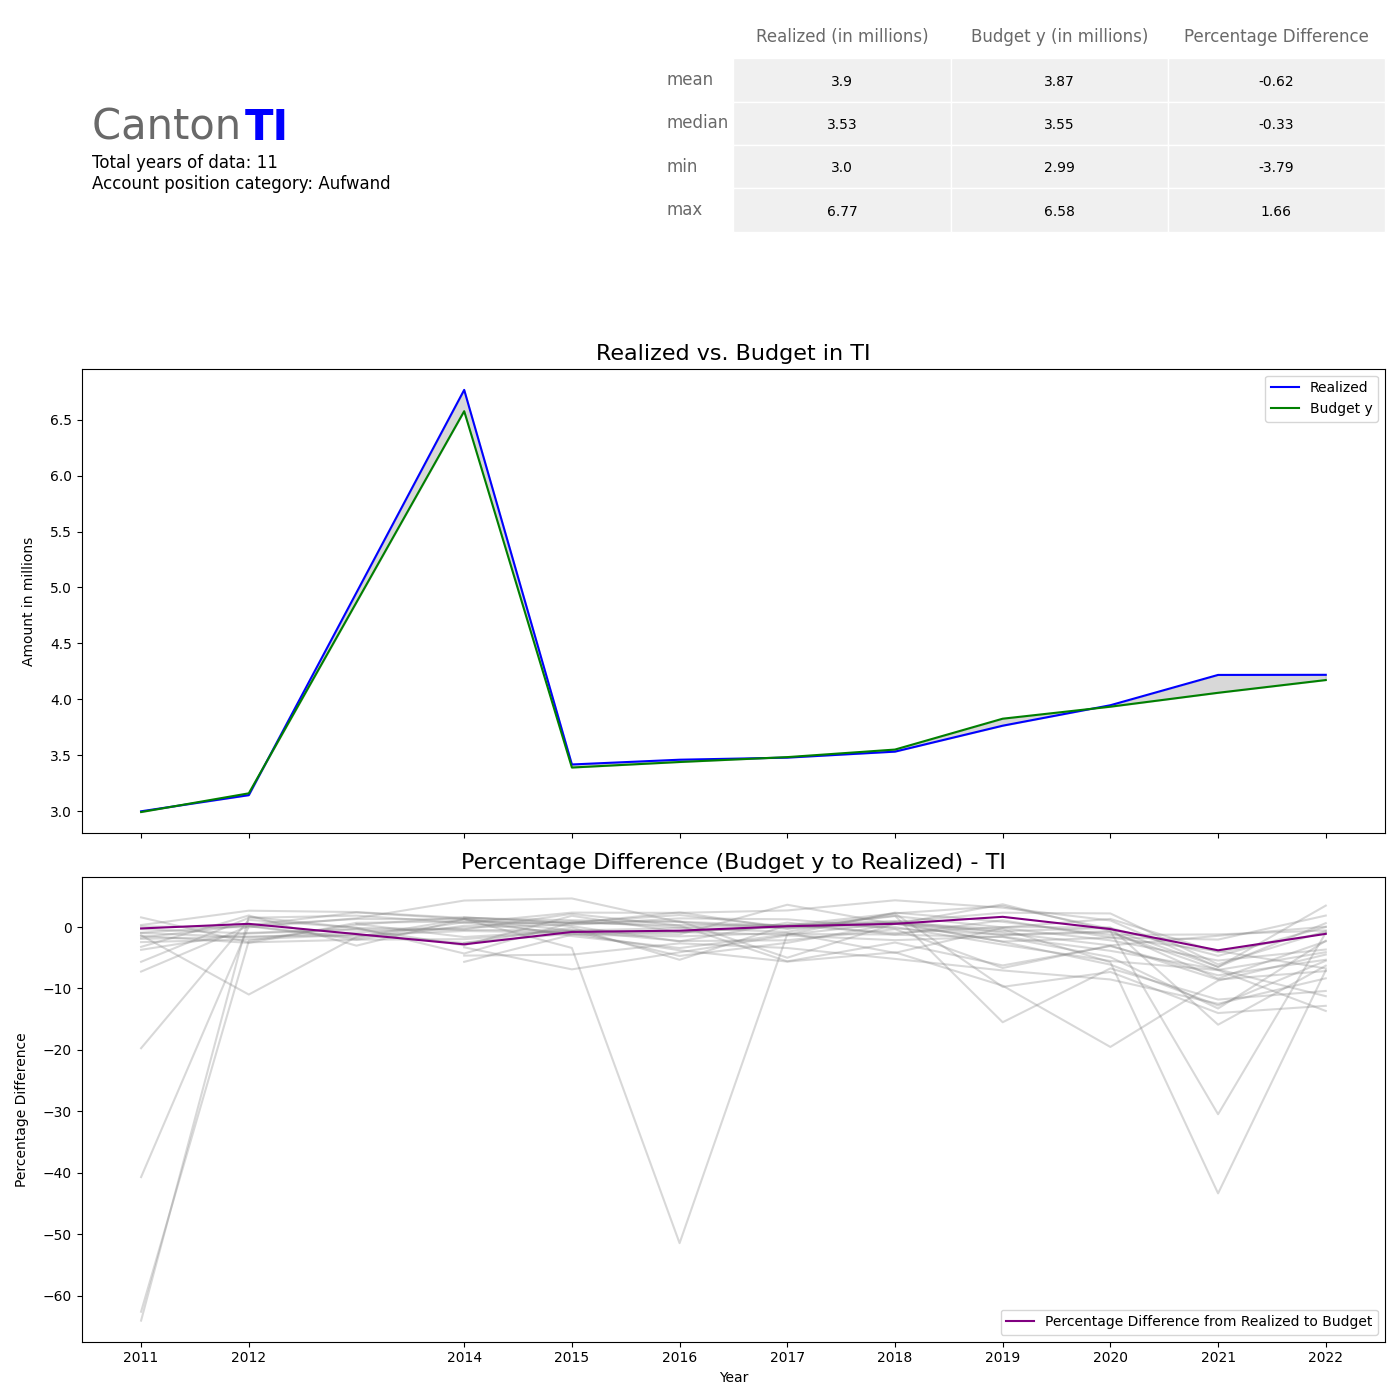 Realized (in millions) Budget y (in millions) Percentage Difference
mean 3.9 3.87 -0.62
median 3.53 3.55 -0.33
min 3.0 2.99 -3.79
max 6.77 6.58 1.66
Canton TI
Total years of data: 11
Account position category: Aufwand
Realized vs. Budget in TI
Realized
Budget y
Amount in millions
6.5
6.0
5.5
5.0
4.5
4.0
3.5
3.0
Percentage Difference (Budget y to Realized) - TI
Percentage Difference
0
−10
−20
−30
−40
−50
−60
Percentage Difference from Realized to Budget
2011 2012 2014 2015 2016 2017 2018 2019 2020 2021 2022
Year